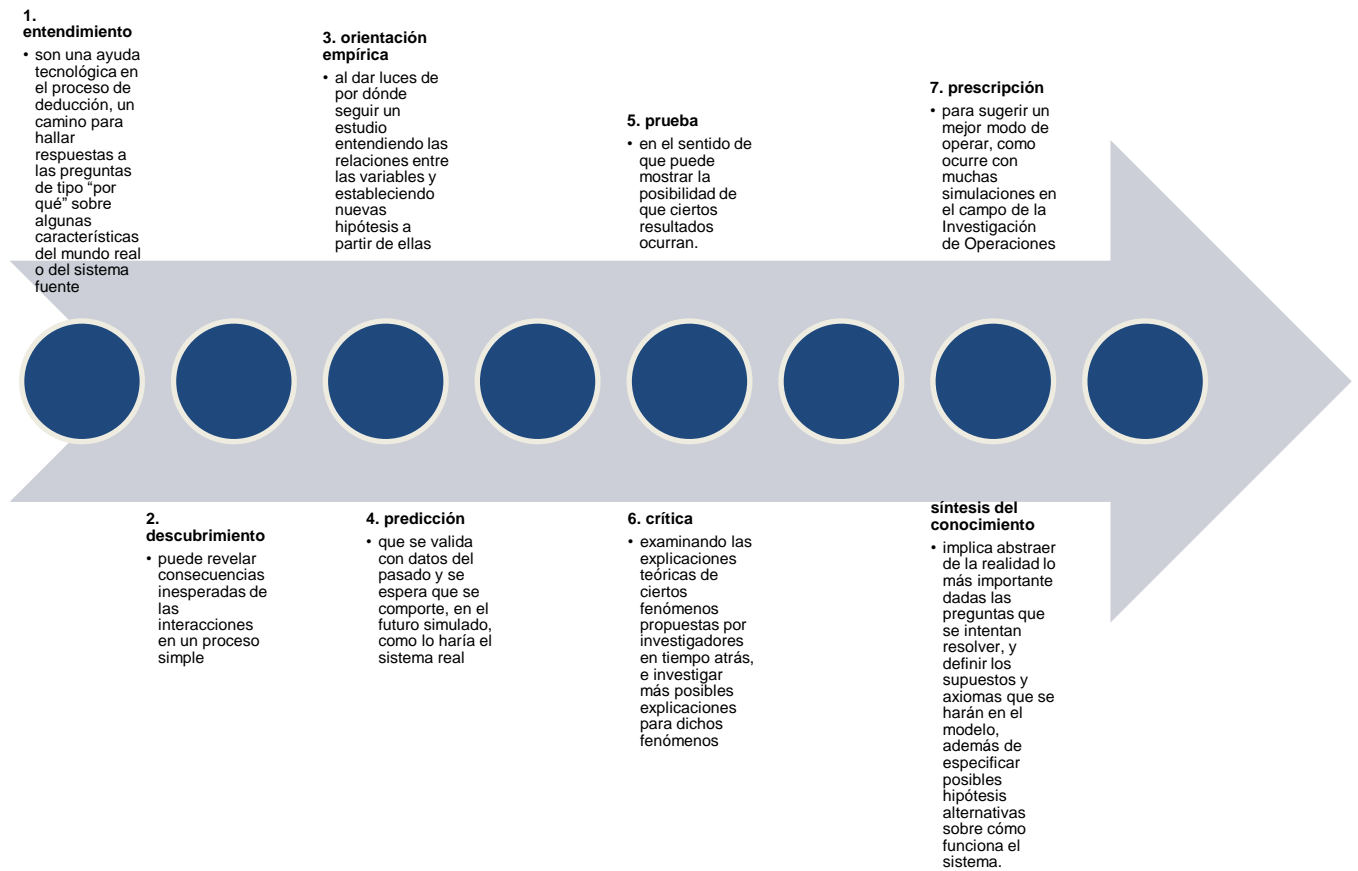 1.
entendimiento
• son una ayuda
tecnológica en
el proceso de
deducción, un
camino para
hallar
respuestas a
las preguntas
de tipo “por
qué” sobre
algunas
características
del mundo real
o del sistema
fuente
2.
descubrimiento
• puede revelar
consecuencias
inesperadas de
las
interacciones
en un proceso
simple
3. orientación
empírica
• al dar luces de
por dónde
seguir un
estudio
entendiendo las
relaciones entre
las variables y
estableciendo
nuevas
hipótesis a
partir de ellas
4. predicción
• que se valida
con datos del
pasado y se
espera que se
comporte, en el
futuro simulado,
como lo haría el
sistema real
5. prueba
• en el sentido de
que puede
mostrar la
posibilidad de
que ciertos
resultados
ocurran.
6. crítica
• examinando las
explicaciones
teóricas de
ciertos
fenómenos
propuestas por
investigadores
en tiempo atrás,
e investigar
más posibles
explicaciones
para dichos
fenómenos
7. prescripción
• para sugerir un
mejor modo de
operar, como
ocurre con
muchas
simulaciones en
el campo de la
Investigación
de Operaciones
síntesis del
conocimiento
• implica abstraer
de la realidad lo
más importante
dadas las
preguntas que
se intentan
resolver, y
definir los
supuestos y
axiomas que se
harán en el
modelo,
además de
especificar
posibles
hipótesis
alternativas
sobre cómo
funciona el
sistema.